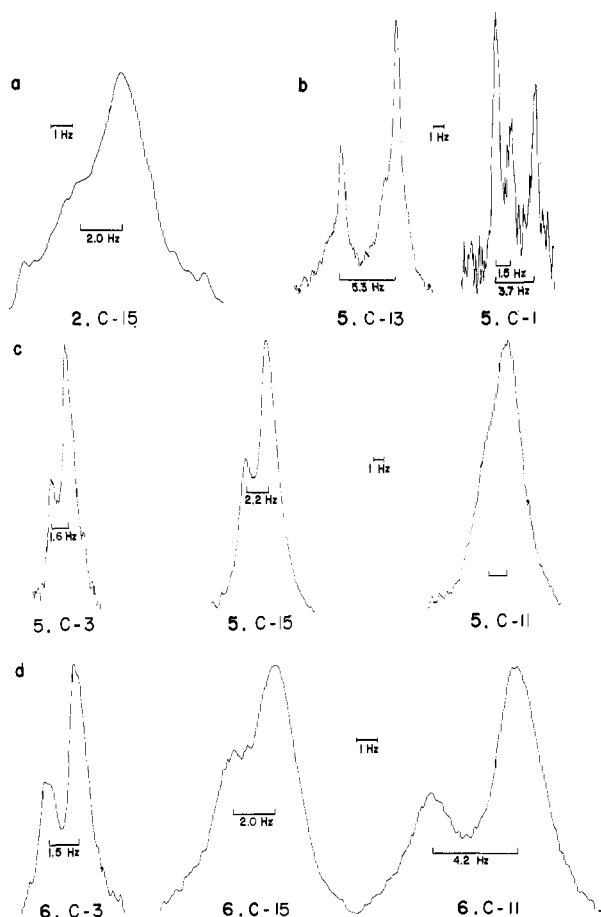 a
1 Hz
2.0 Hz
2, C-15
b
1 Hz
5.3 Hz
5, C-13
1.5 Hz
3.7 Hz
5, C-1
c
1 Hz
1.6 Hz
5, C-3
2.2 Hz
5, C-15
5, C-11
d
1 Hz
1.5 Hz
6, C-3
2.0 Hz
6, C-15
4.2 Hz
6, C-11